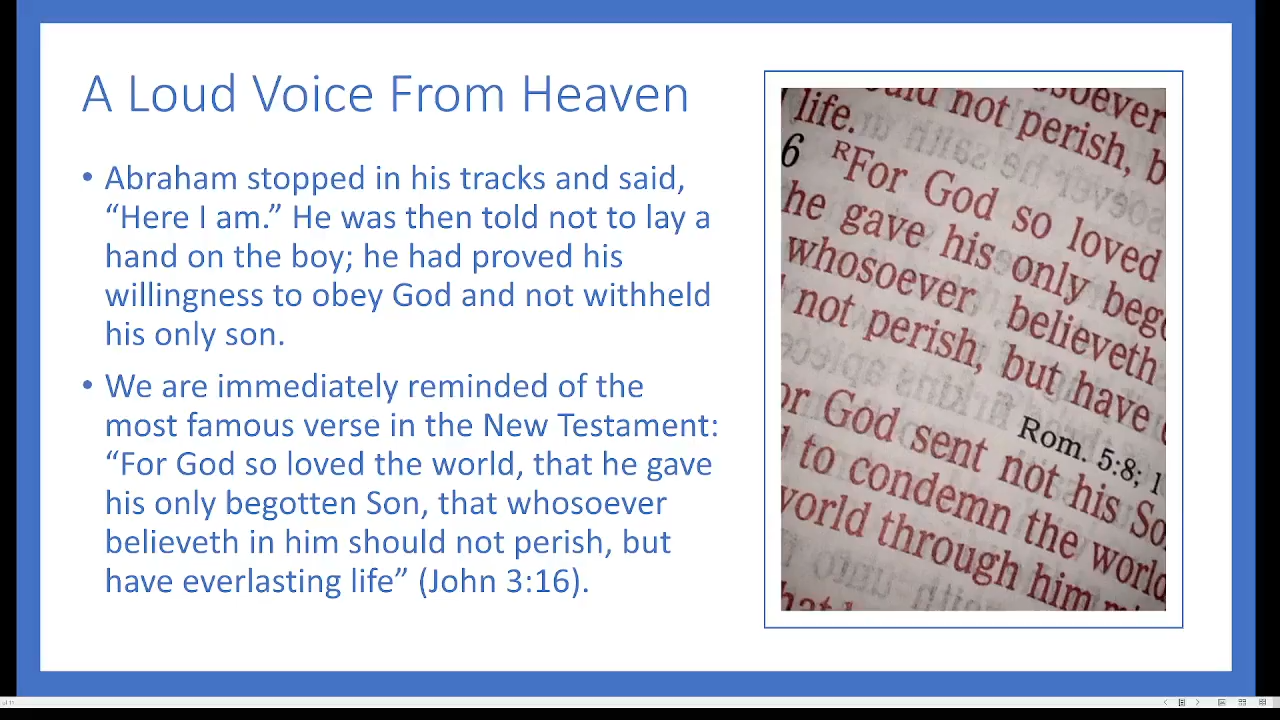 A Loud Voice From Heaven
• Abraham stopped in his tracks and said,
“Here I am.” He was then told not to lay a
hand on the boy; he had proved his
willingness to obey God and not withheld
his only son.
• We are immediately reminded of the
most famous verse in the New Testament:
“For God so loved the world, that he gave
his only begotten Son, that whosoever
believeth in him should not perish, but
have everlasting life” (John 3:16).
not perish, b
life.
6 RFor God so loved
he gave his only bego
whosoever believeth
not perish, but have
or God sent not his So
Rom. 5:8; 1
to condemn the world
world through him